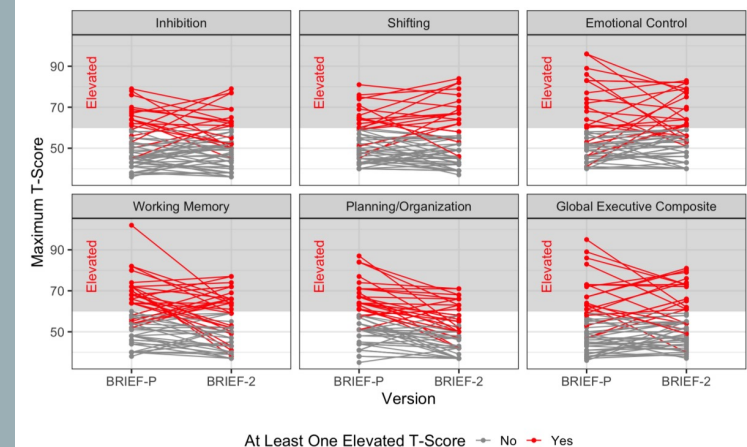 Inhibition
Shifting
Emotional Control
Elevated
Elevated
Elevated
90
70
50
Working Memory
Planning/Organization
Global Executive Composite
Elevated
Elevated
Elevated
90
70
50
Maximum T-Score
BRIEF-P BRIEF-2
BRIEF-P BRIEF-2
BRIEF-P BRIEF-2
Version
At Least One Elevated T-Score No Yes